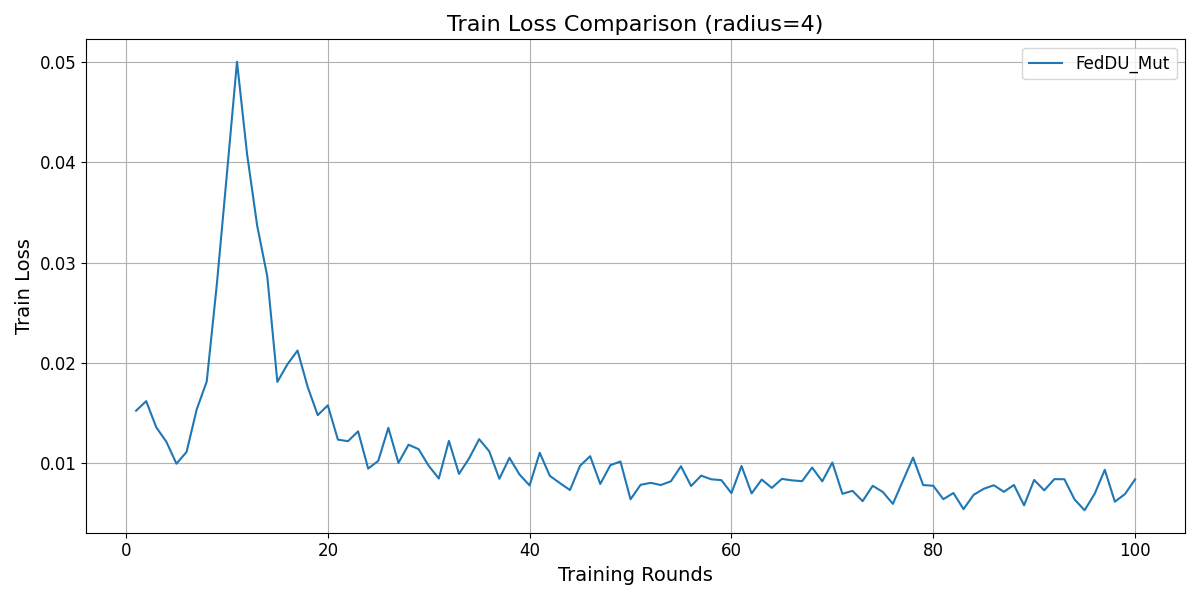 Train Loss Comparison (radius=4)
FedDU_Mut
Train Loss
0.05
0.04
0.03
0.02
0.01
0 20 40 60 80 100
Training Rounds